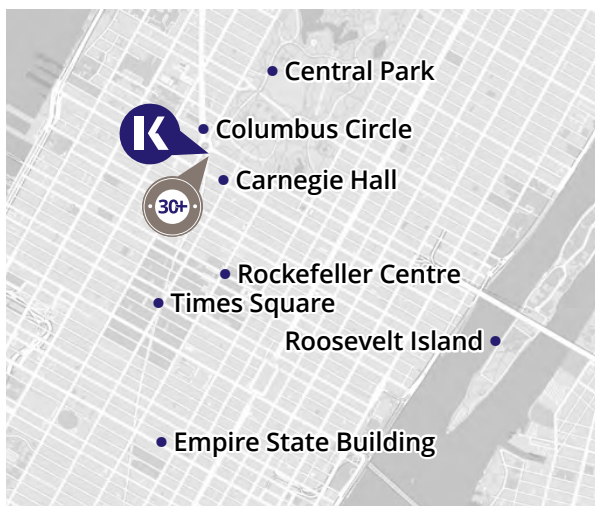 Central Park
Columbus Circle
K
Carnegie Hall
30+
Rockefeller Centre
Times Square
Roosevelt Island
Empire State Building